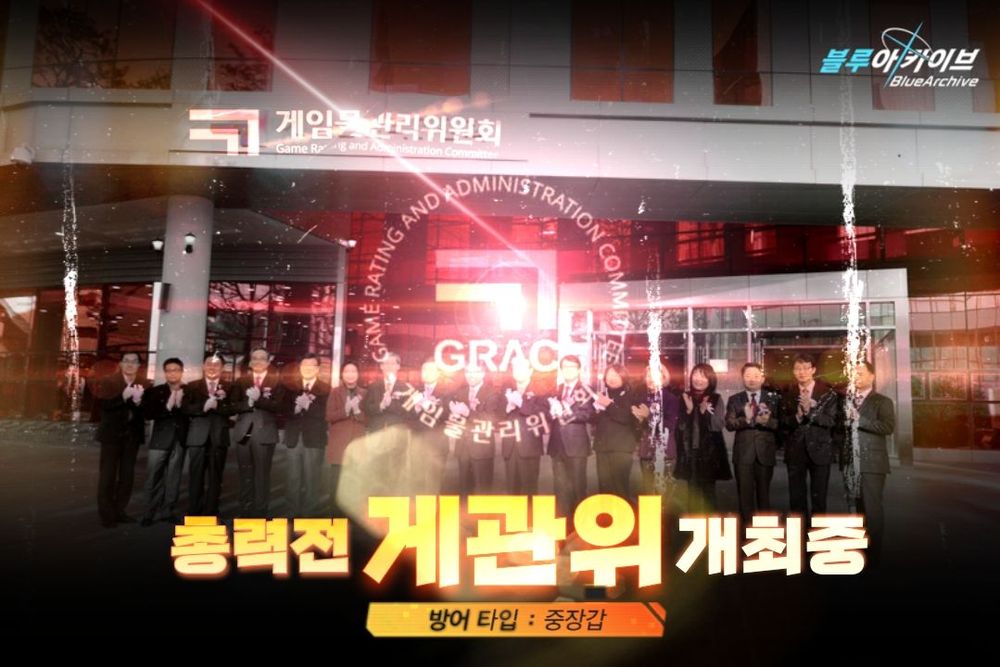 블루아카이브
BlueArchive
게임물관리위원회
Game Rating and Administration Committee
GAME RATING AND ADMINISTRATION COMMITTEE
GRAC
게임물관리위원회
총력전 게관위 개최중
방어 타입 : 중장갑